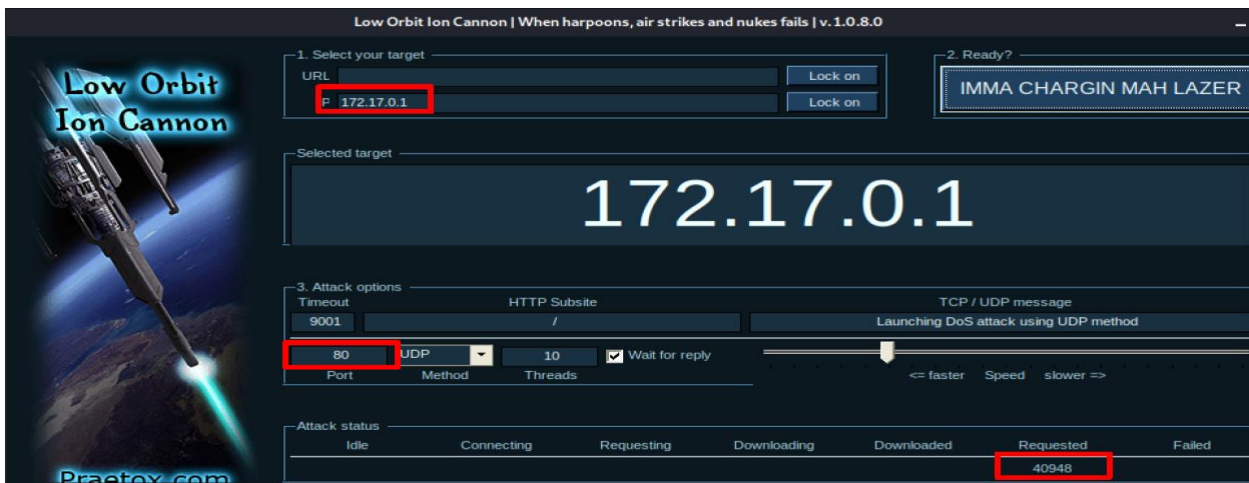 Low Orbit Ion Cannon | When harpoons, air strikes and nukes fails | v. 1.0.8.0
Low Orbit
Ion Cannon
Praetox.com
1. Select your target
URL
Lock on
P 172.17.0.1
Lock on
2. Ready?
IMMA CHARGIN MAH LAZER
Selected target
172.17.0.1
3. Attack options
Timeout HTTP Subsite TCP / UDP message
9001 / Launching DoS attack using UDP method
80 UDP 10 Wait for reply
Port Method Threads <= faster Speed slower =>
Attack status
Idle Connecting Requesting Downloading Downloaded Requested Failed
40948